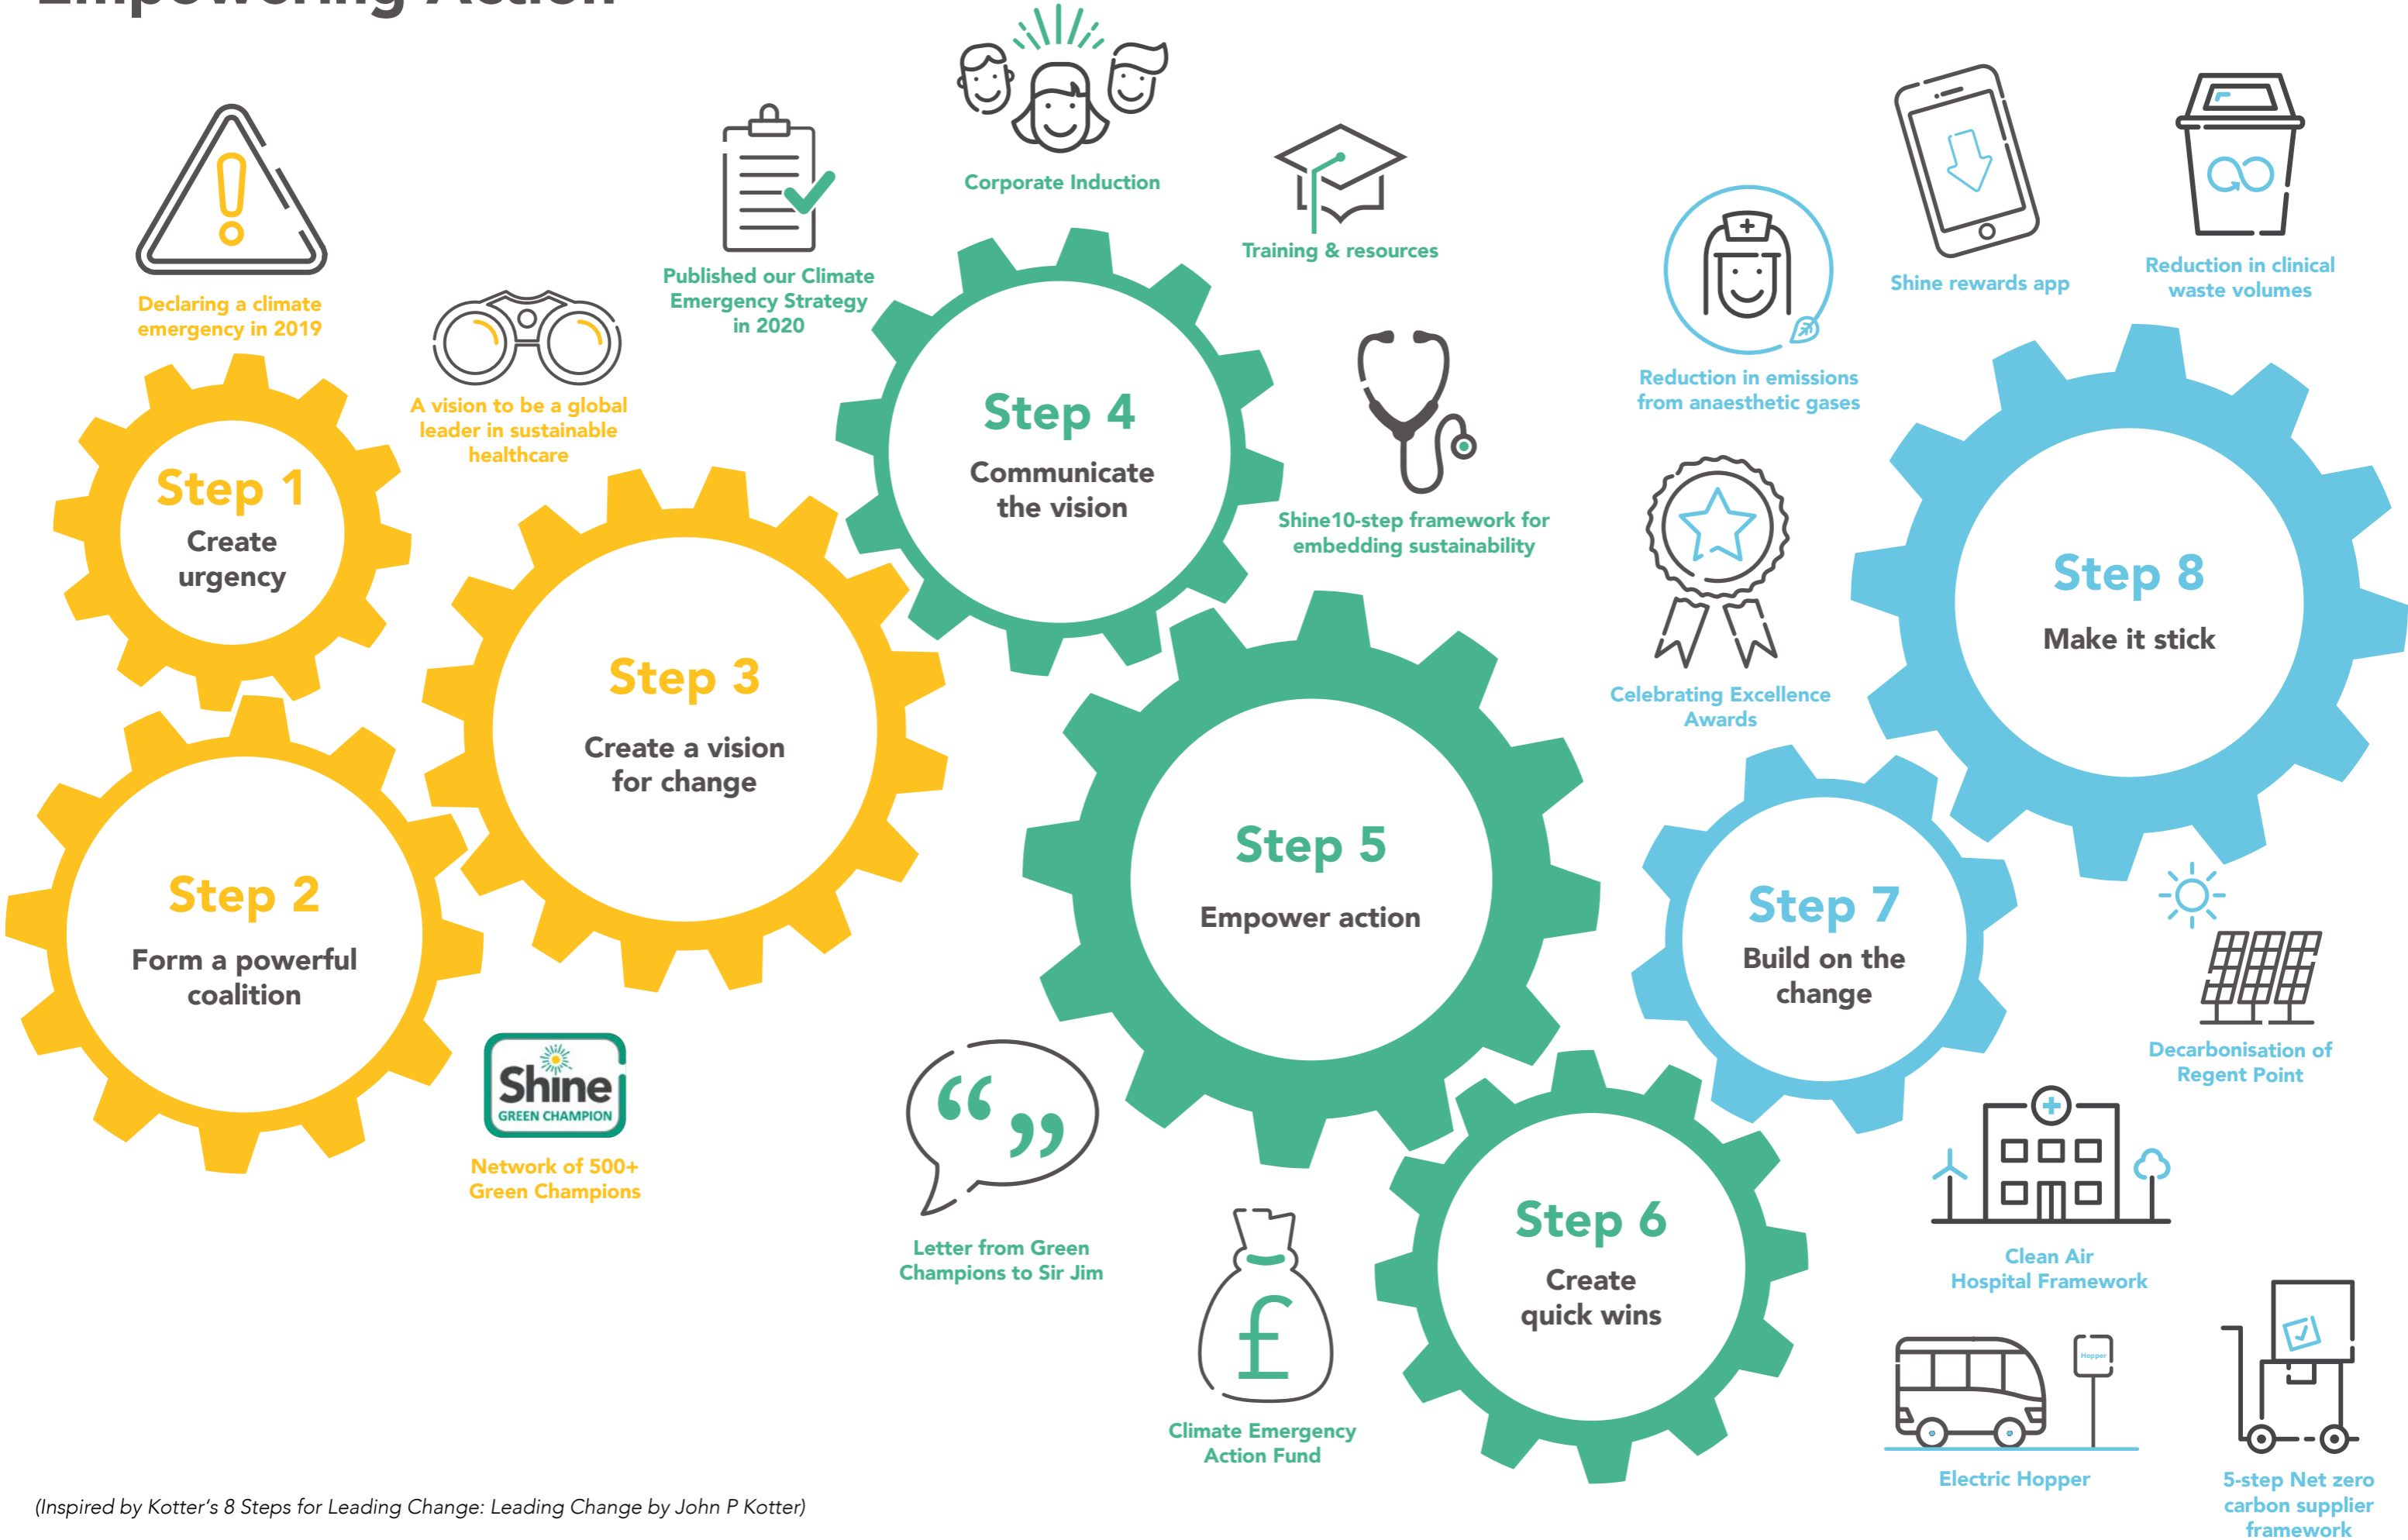 Empowering Action
Declaring a climate
emergency in 2019
A vision to be a global
leader in sustainable
healthcare
Step 1
Create
urgency
Step 2
Form a powerful
coalition
Step 3
Create a vision
for change
Shine
GREEN CHAMPION
Network of 500+
Green Champions
Published our Climate
Emergency Strategy
in 2020
Corporate Induction
Training & resources
Step 4
Communicate
the vision
Shine10-step framework for
embedding sustainability
Step 5
Empower action
Letter from Green
Champions to Sir Jim
£
Climate Emergency
Action Fund
Step 6
Create
quick wins
Reduction in emissions
from anaesthetic gases
Shine rewards app
Reduction in clinical
waste volumes
Celebrating Excellence
Awards
Step 8
Make it stick
Step 7
Build on the
change
Decarbonisation of
Regent Point
Clean Air
Hospital Framework
Hopper
Electric Hopper
5-step Net zero
carbon supplier
framework
(Inspired by Kotter's 8 Steps for Leading Change: Leading Change by John P Kotter)